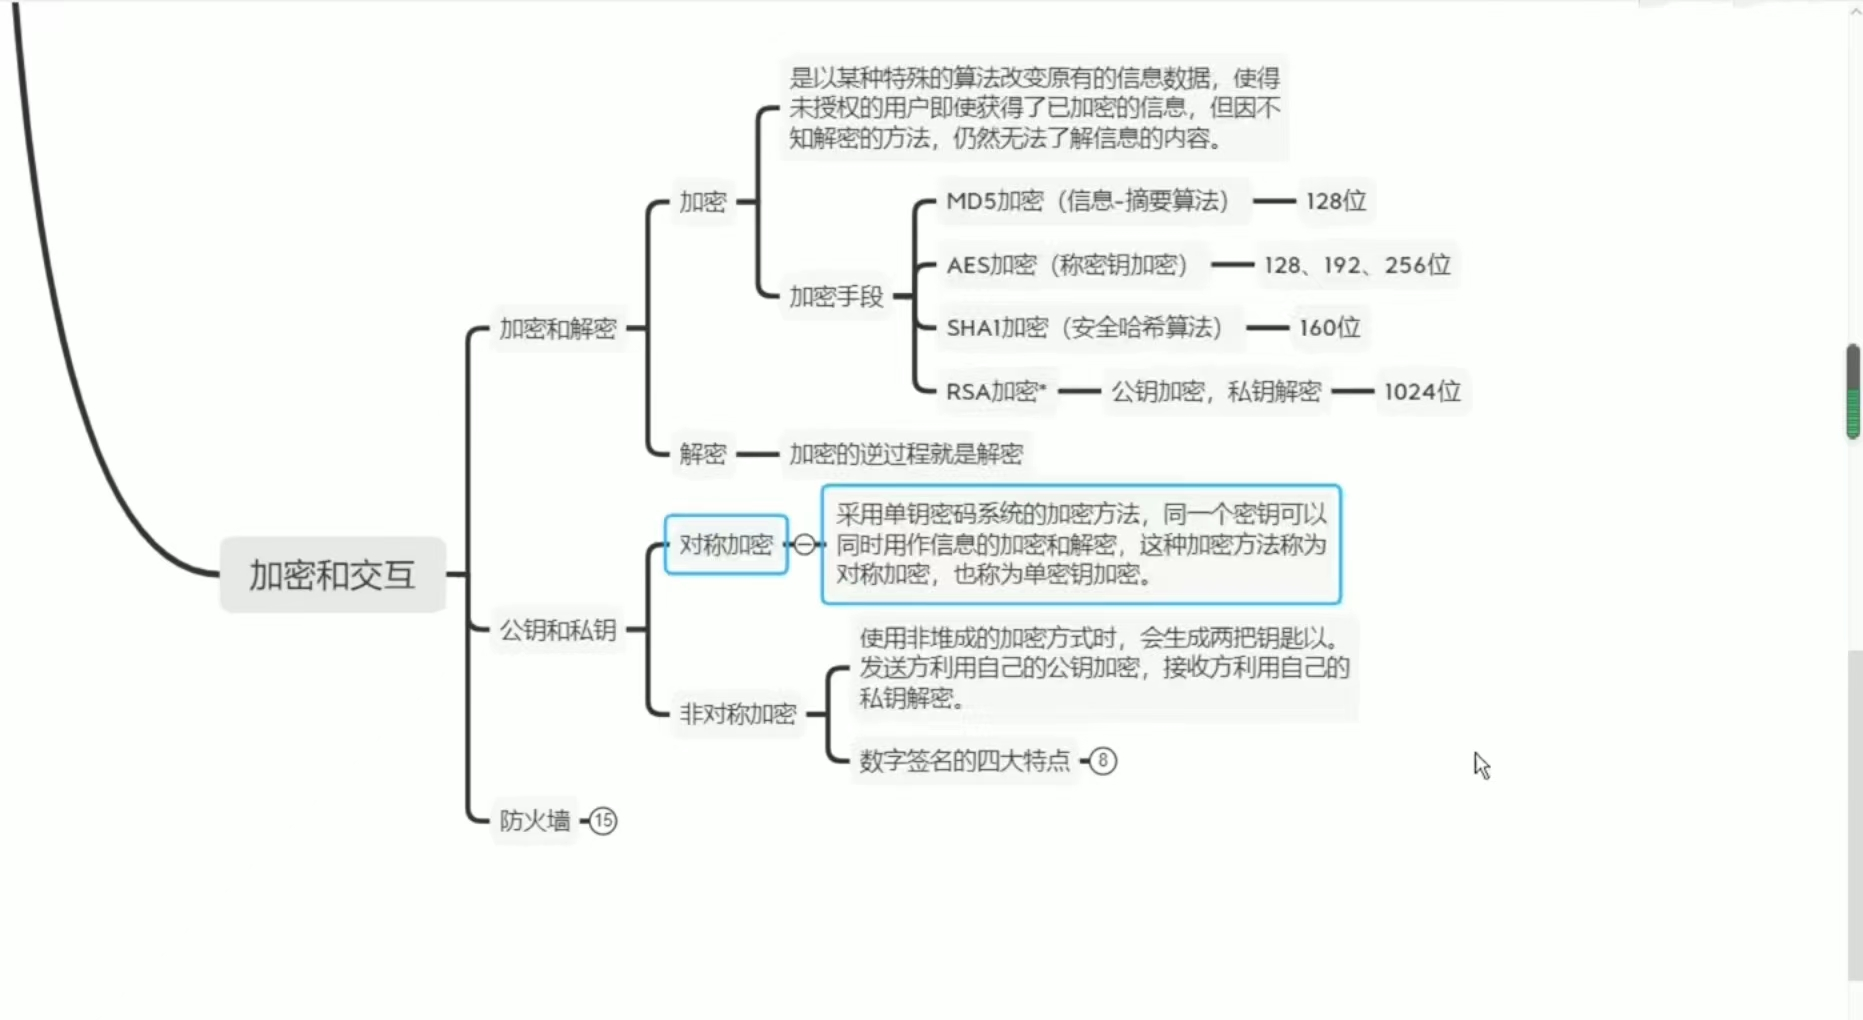 是以某种特殊的算法改变原有的信息数据，使得
未授权的用户即使获得了已加密的信息，但因不
知解密的方法，仍然无法了解信息的内容。
加密
MD5加密（信息-摘要算法）
128位
AES加密（称密钥加密）
128、192、256位
加密手段
加密和解密
SHA1加密（安全哈希算法）
160位
RSA加密*
公钥加密，私钥解密
1024位
解密
加密的逆过程就是解密
加密和交互
公钥和私钥
对称加密
采用单钥密码系统的加密方法，同一个密钥可以
同时用作信息的加密和解密，这种加密方法称为
对称加密，也称为单密钥加密。
非对称加密
使用非堆成的加密方式时，会生成两把钥匙以。
发送方利用自己的公钥加密，接收方利用自己的
私钥解密。
数字签名的四大特点
8
防火墙
15